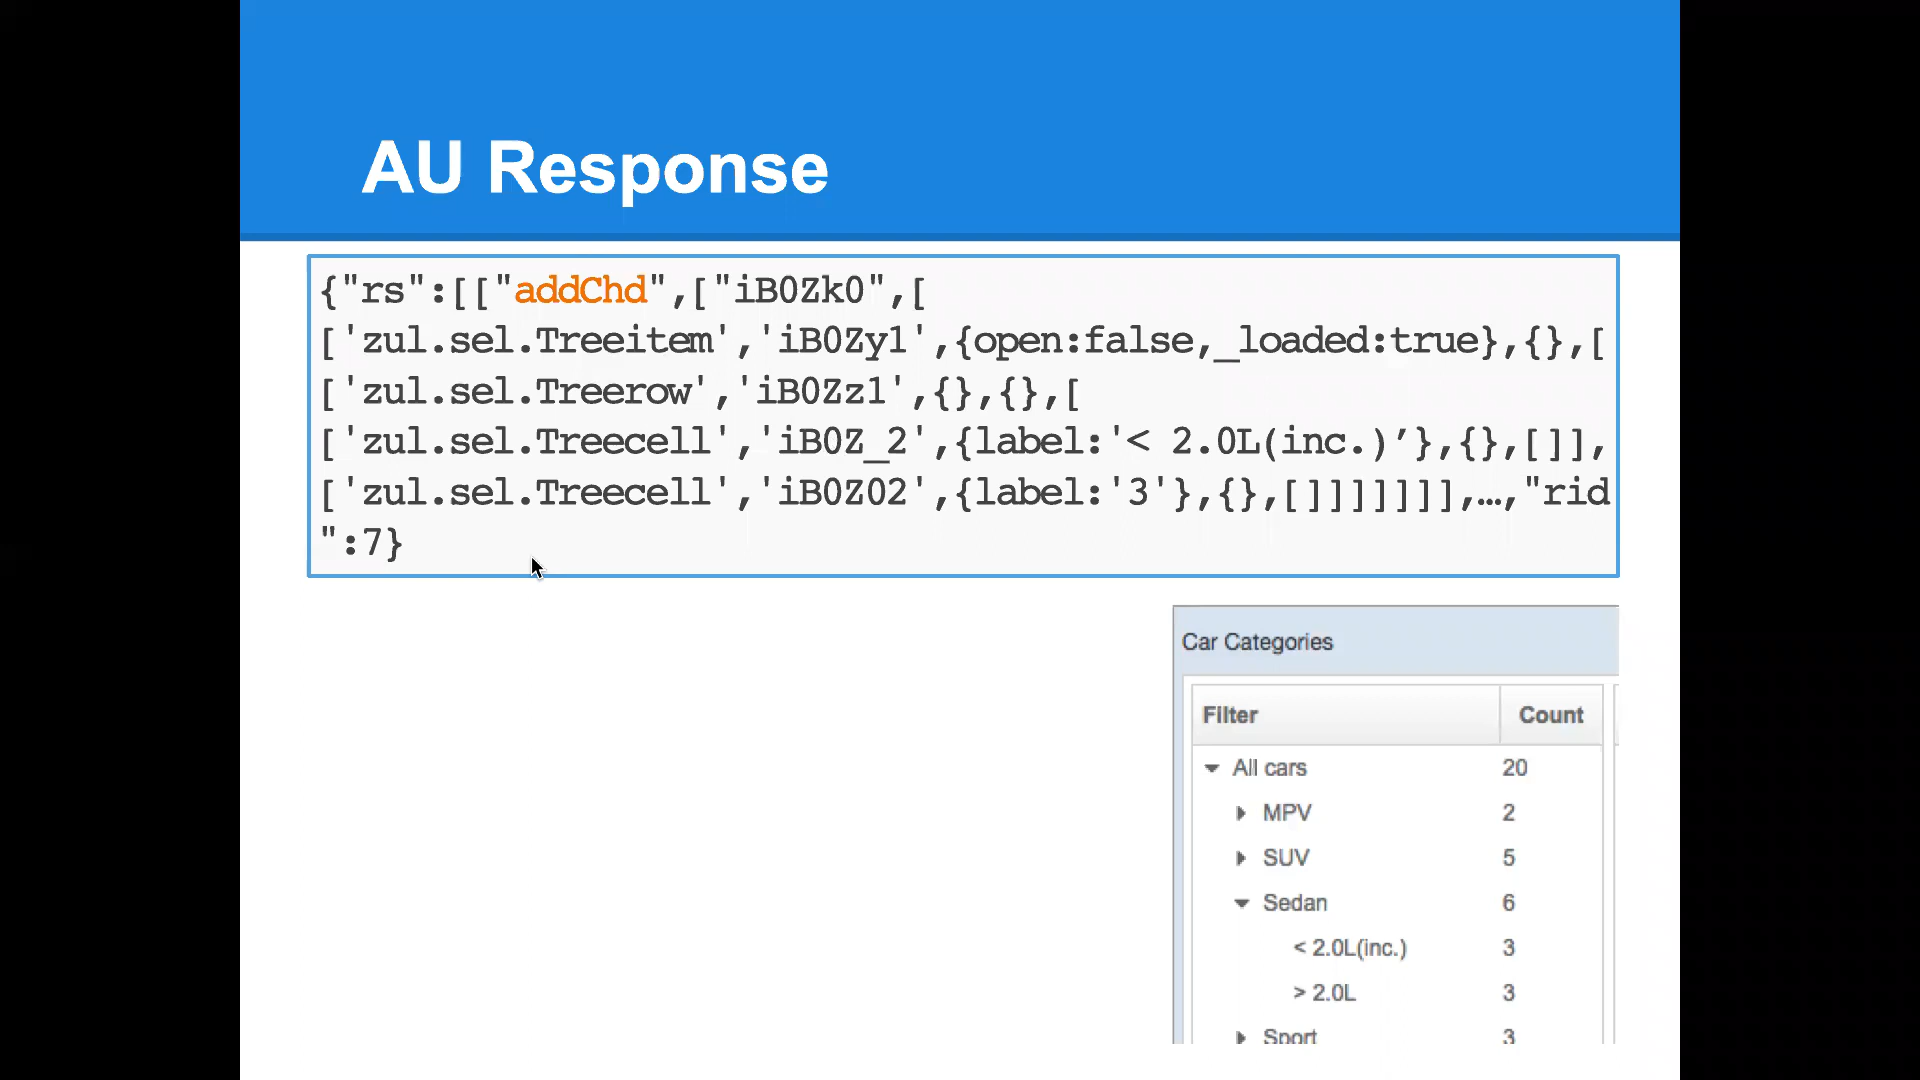 AU Response
{"rs":[["addChd",["iB0Zk0",[
['zul.sel.Treeitem','iB0Zy1',{open:false,_loaded:true},{},[
['zul.sel.Treerow','iB0Zz1',{},{},[
['zul.sel.Treecell','iB0Z_2',{label:'< 2.0L(inc.)’},{},[]],
['zul.sel.Treecell','iB0Z02',{label:'3'},{},[]]]]]]],…,"rid
":7}
Car Categories
Filter Count
All cars 20
MPV 2
SUV 5
Sedan 6
< 2.0L(inc.) 3
> 2.0L 3
Sport 3